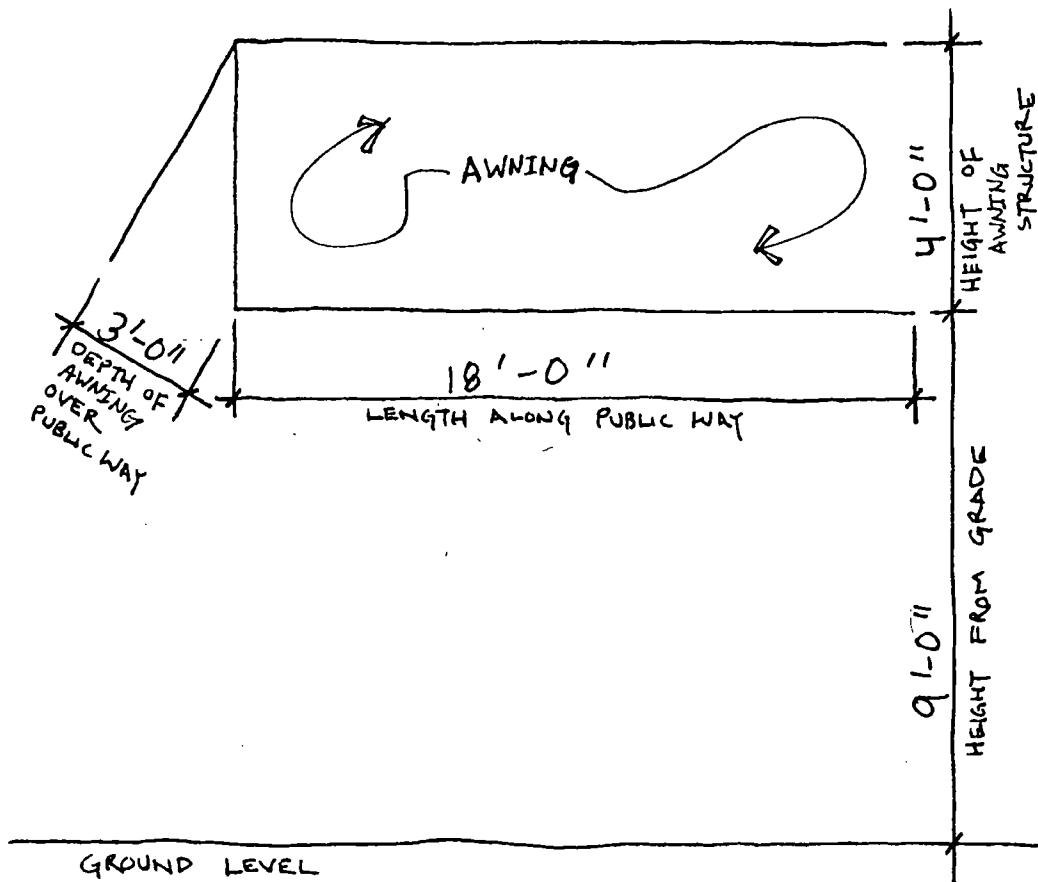 AWNING
4'-0"
HEIGHT OF
AWNING
STRUCTURE
3'-0"
DEPTH OF
AWNING
OVER
PUBLIC WAY
18'-0"
LENGTH ALONG PUBLIC WAY
9'-0"
HEIGHT FROM GRADE
GROUND LEVEL